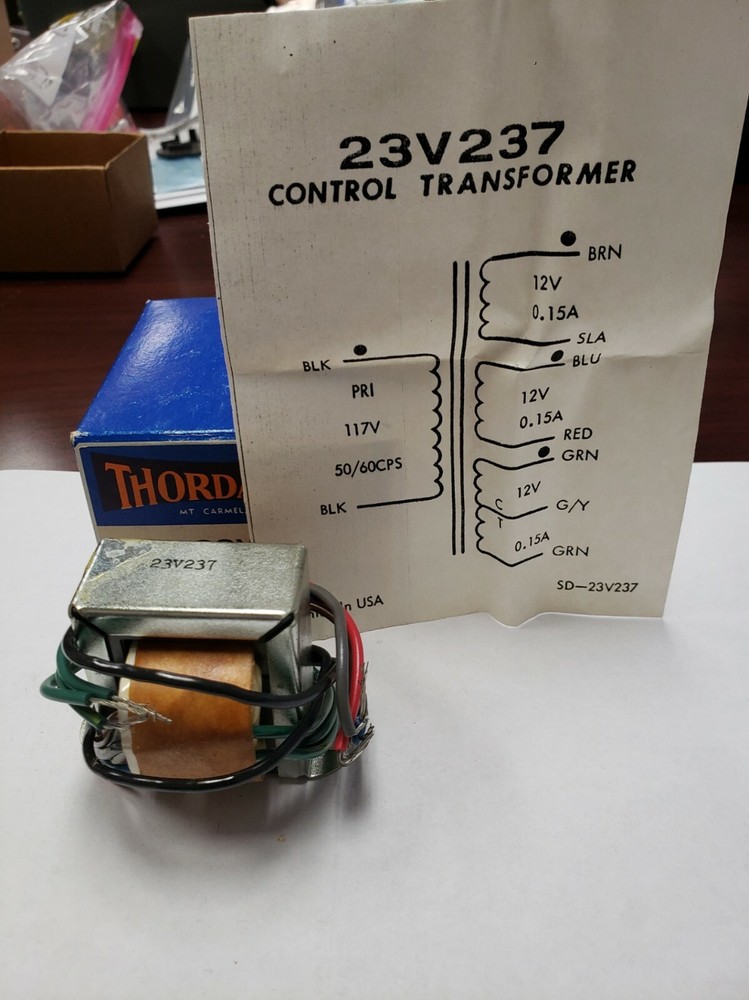 23V237
CONTROL TRANSFORMER
BRN
12V
0.15A
SLA
BLK
PRI
117V
50/60CPS
BLK
BLU
12V
0.15A
RED
GRN
12V
C
T
G/Y
0.15A
GRN
SD—23V237
in USA
THORDA
MT CARMEL
23V237